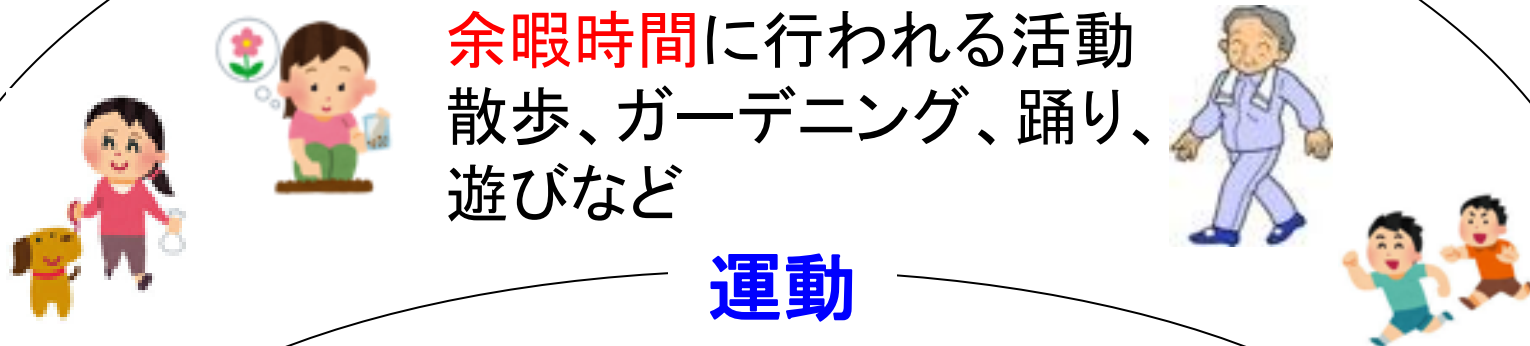 余暇時間に行われる活動
散歩、ガーデニング、踊り、
遊びなど
運動